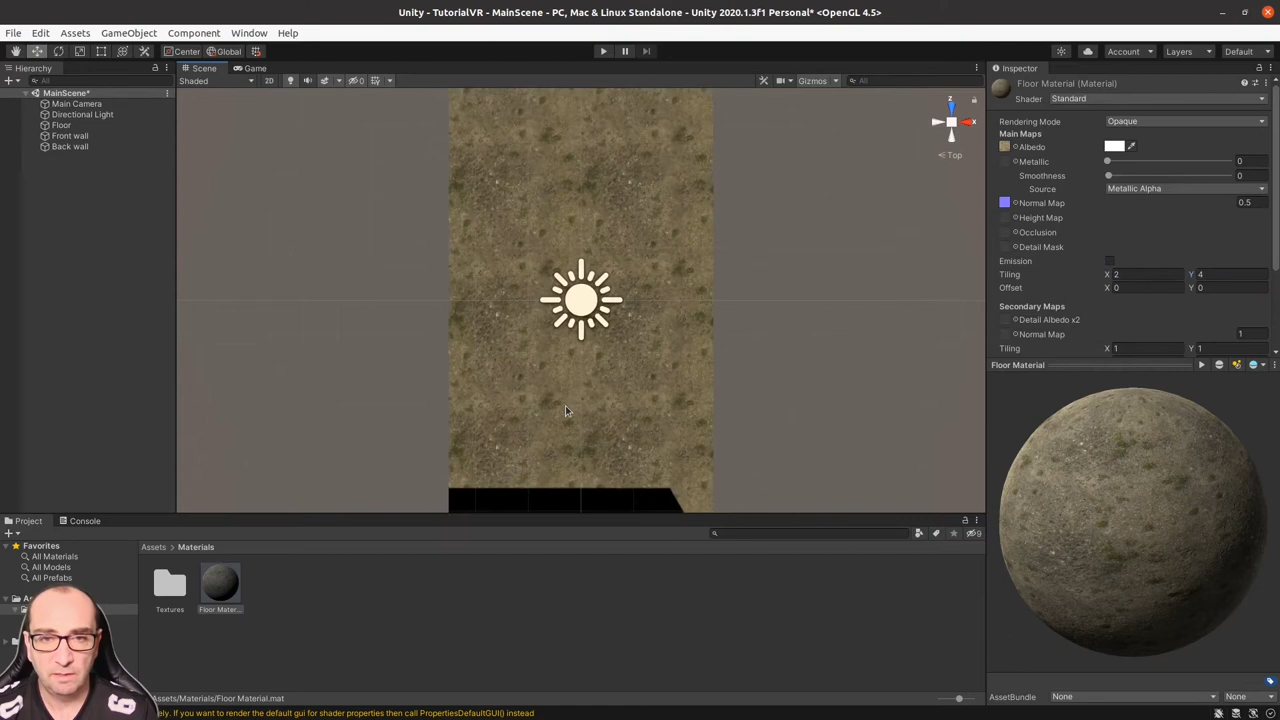 Unity - TutorialVR - MainScene - PC, Mac & Linux Standalone - Unity 2020.1.3f1 Personal* <OpenGL 4.5>
File Edit Assets GameObject Component Window Help
Center Global Account Layers Default
Hierarchy
All
MainScene*
Main Camera
Directional Light
Floor
Front wall
Back wall
Scene Game
Shaded 2D 0 Gizmos All
z
x
Top
Inspector
Floor Material (Material)
Shader Standard
Rendering Mode Opaque
Main Maps
Albedo
Metallic 0
Smoothness 0
Source Metallic Alpha
Normal Map 0.5
Height Map
Occlusion
Detail Mask
Emission
Tiling X 2 Y 4
Offset X 0 Y 0
Secondary Maps
Detail Albedo x2
Normal Map 1
Tiling X 1 Y 1
Floor Material
AssetBundle None None
Project Console
9
Favorites
All Materials
All Models
All Prefabs
Assets > Materials
Textures
Floor Mater...
Assets/Materials/Floor Material.mat
ely. If you want to render the default gui for shader properties then call PropertiesDefaultGUI() instead